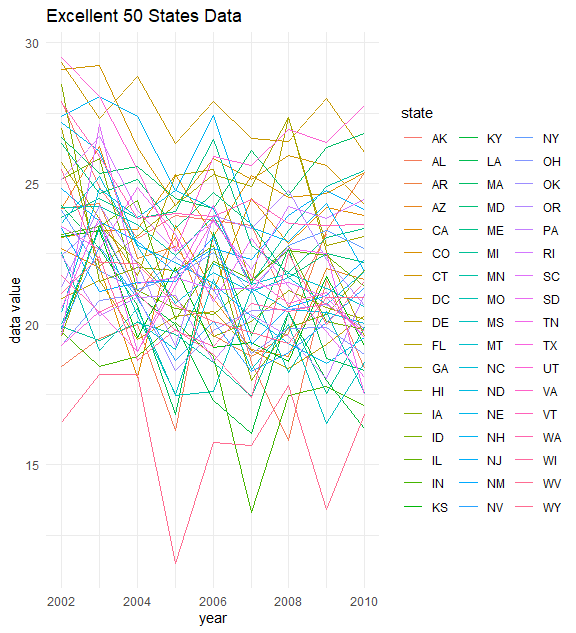 Excellent 50 States Data
30
25
20
15
data value
2002 2004 2006 2008 2010
year
state
AK KY NY
AL LA OH
AR MA OK
AZ MD OR
CA ME PA
CO MI RI
CT MN SC
DC MO SD
DE MS TN
FL MT TX
GA NC UT
HI ND VA
IA NE VT
ID NH WA
IL NJ WI
IN NM WV
KS NV WY